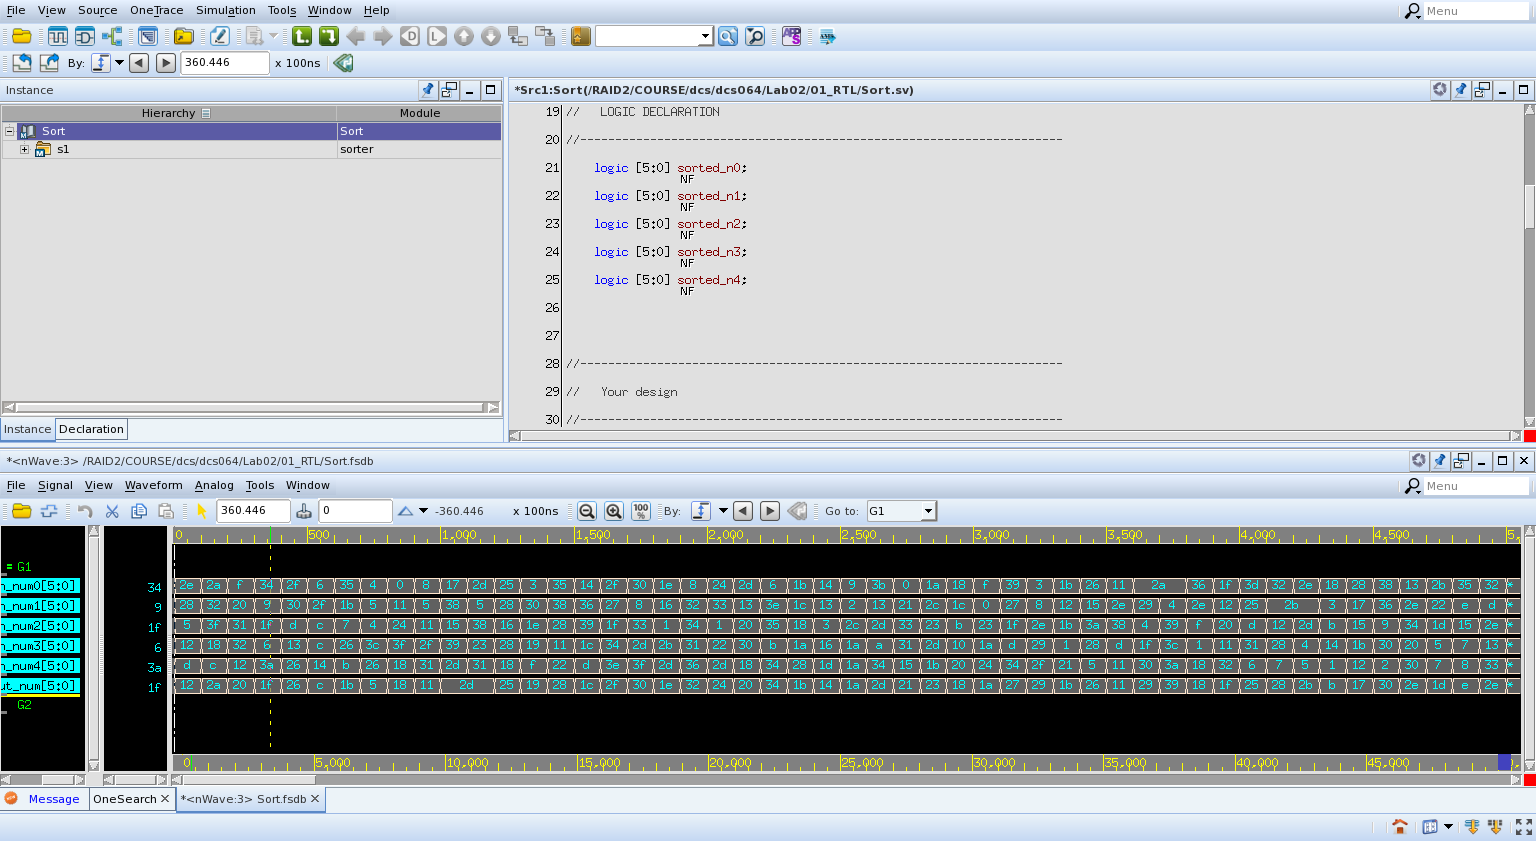 File View Source OneTrace Simulation Tools Window Help Menu
By: 360.446 x 100ns
Instance
Hierarchy Module
Sort Sort
s1 sorter
Instance Declaration
*Src1:Sort(/RAID2/COURSE/dcs/dcs064/Lab02/01_RTL/Sort.sv)
19 // LOGIC DECLARATION
20 //----------------------------------------------------------------------
21 logic [5:0] sorted_n0;
NF
22 logic [5:0] sorted_n1;
NF
23 logic [5:0] sorted_n2;
NF
24 logic [5:0] sorted_n3;
NF
25 logic [5:0] sorted_n4;
NF
26
27
28 //----------------------------------------------------------------------
29 // Your design
30 //----------------------------------------------------------------------
*<nWave:3> /RAID2/COURSE/dcs/dcs064/Lab02/01_RTL/Sort.fsdb
File Signal View Waveform Analog Tools Window Menu
360.446 0 -360.446 x 100ns 100 % By: Go to: G1
0 500 1,000 1,500 2,000 2,500 3,000 3,500 4,000 4,500 5,
= G1
n_num0[5:0] 34 2e 2a f 34 2f 6 35 4 0 8 17 2d 25 3 35 14 2f 30 1e 8 24 2d 6 1b 14 9 3b 0 1a 18 f 39 3 1b 26 11 2a 36 1f 3d 32 2e 18 28 38 13 2b 35 32 *
n_num1[5:0] 9 28 32 20 9 30 2f 1b 5 11 5 38 5 28 30 38 36 27 8 16 32 33 13 3e 1c 13 2 13 21 2c 1c 0 27 8 12 15 2e 29 4 2e 12 25 2b 3 17 36 2e 22 e d *
n_num2[5:0] 1f 5 3f 31 1f d c 7 4 24 11 15 38 16 1e 28 39 1f 33 1 34 1 20 35 18 3 2c 2d 33 23 b 23 1f 2e 1b 3a 38 4 39 f 20 d 12 2d b 15 9 34 1d 15 2e *
n_num3[5:0] 6 12 18 32 6 13 c 26 3c 3f 2f 39 23 28 11 1c 34 2d 2b 31 22 30 b 1a 16 1a a 31 2d 10 1a d 29 1 28 d 1f 3c 11 31 28 4 14 1b 30 20 5 7 13 *
n_num4[5:0] 3a d c 12 3a 26 14 b 26 18 31 2d 31 18 f 22 d 3e 3f 2d 36 2d 18 34 28 1d 1a 34 15 1b 20 24 34 2f 21 5 11 30 3a 18 32 6 7 5 1 12 2 30 7 8 33 *
ut_num[5:0] 1f 12 2a 20 1f 26 c 1b 5 18 11 2d 25 19 28 1c 2f 30 1e 32 24 20 14 1b 14 1a 2d 21 23 18 1a 27 29 1b 26 11 29 39 18 1f 25 28 2b b 17 30 2e 1d e 2e *
G2
0 5,000 10,000 15,000 20,000 25,000 30,000 35,000 40,000 45,000
Message OneSearch *<nWave:3> Sort.fsdb